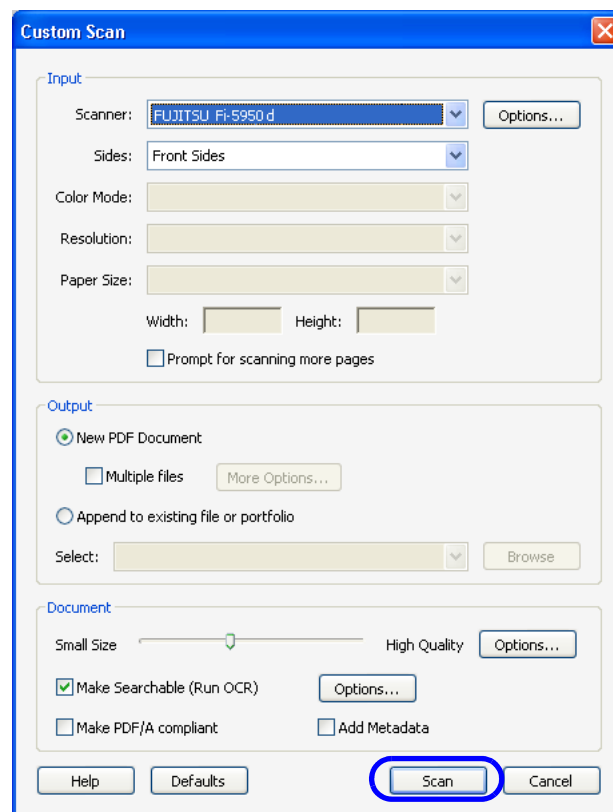 Custom Scan
Input
Scanner: FUJITSU Fi-5950d Options...
Sides: Front Sides
Color Mode:
Resolution:
Paper Size:
Width: Height:
Prompt for scanning more pages
Output
New PDF Document
Multiple files More Options...
Append to existing file or portfolio
Select: Browse
Document
Small Size High Quality Options...
Make Searchable (Run OCR) Options...
Make PDF/A compliant Add Metadata
Help Defaults Scan Cancel